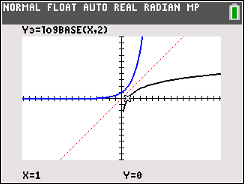 NORMAL FLOAT AUTO REAL RADIAN MP
Y3=logBASE(X,2)
X=1 Y=0